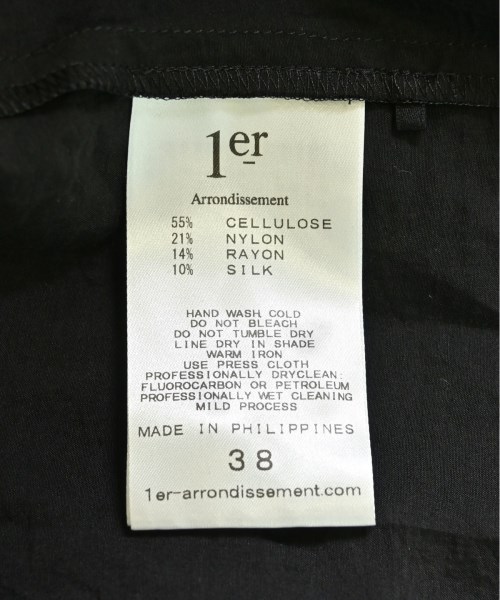 1er
Arrondissement
55% CELLULOSE
21% NYLON
14% RAYON
10% SILK
HAND WASH COLD
DO NOT BLEACH
DO NOT TUMBLE DRY
LINE DRY IN SHADE
WARM IRON
USE PRESS CLOTH
PROFESSIONALLY DRYCLEAN:
FLUOROCARBON OR PETROLEUM
PROFESSIONALLY WET CLEANING
MILD PROCESS
MADE IN PHILIPPINES
38
1er-arrondissement.com